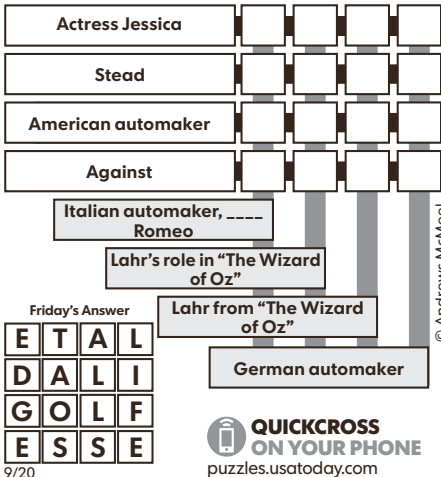 Actress Jessica
Stead
American automaker
Against
Italian automaker, ____
Romeo
Lahr's role in "The Wizard
of Oz"
Lahr from "The Wizard
of Oz"
German automaker
© Andrews McMeel
Friday's Answer
E T A L
D A L I
G O L F
E S S E
9/20
QUICKCROSS
ON YOUR PHONE
puzzles.usatoday.com